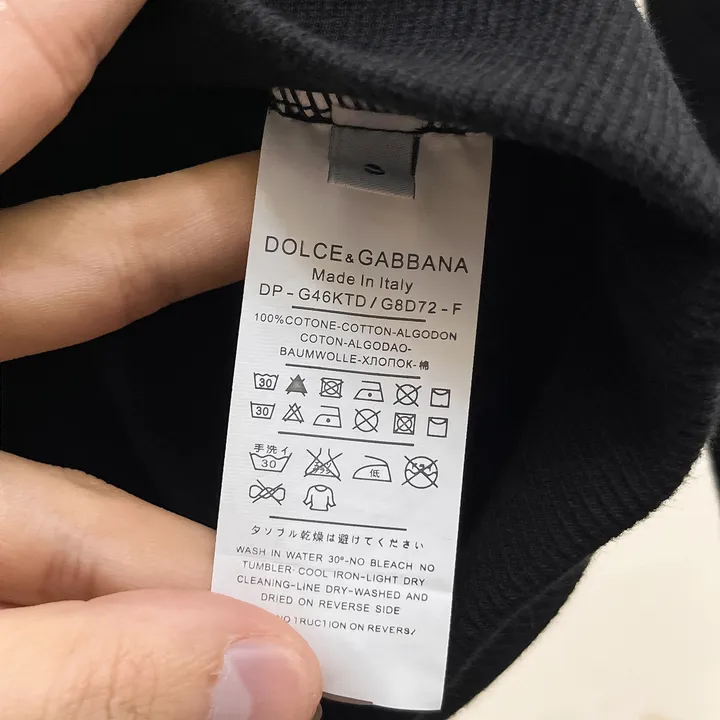 DOLCE&GABBANA
Made In Italy
DP - G46KTD / G8D72 - F
100%COTONE-COTTON-ALGODON
COTON-ALGODAO-
BAUMWOLLE-ХЛОПОК-棉
30
30
手洗イ
30
低
タンブル乾燥は避けてください
WASH IN WATER 30°-NO BLEACH NO
TUMBLER COOL IRON-LIGHT DRY
CLEANING-LINE DRY-WASHED AND
DRIED ON REVERSE SIDE